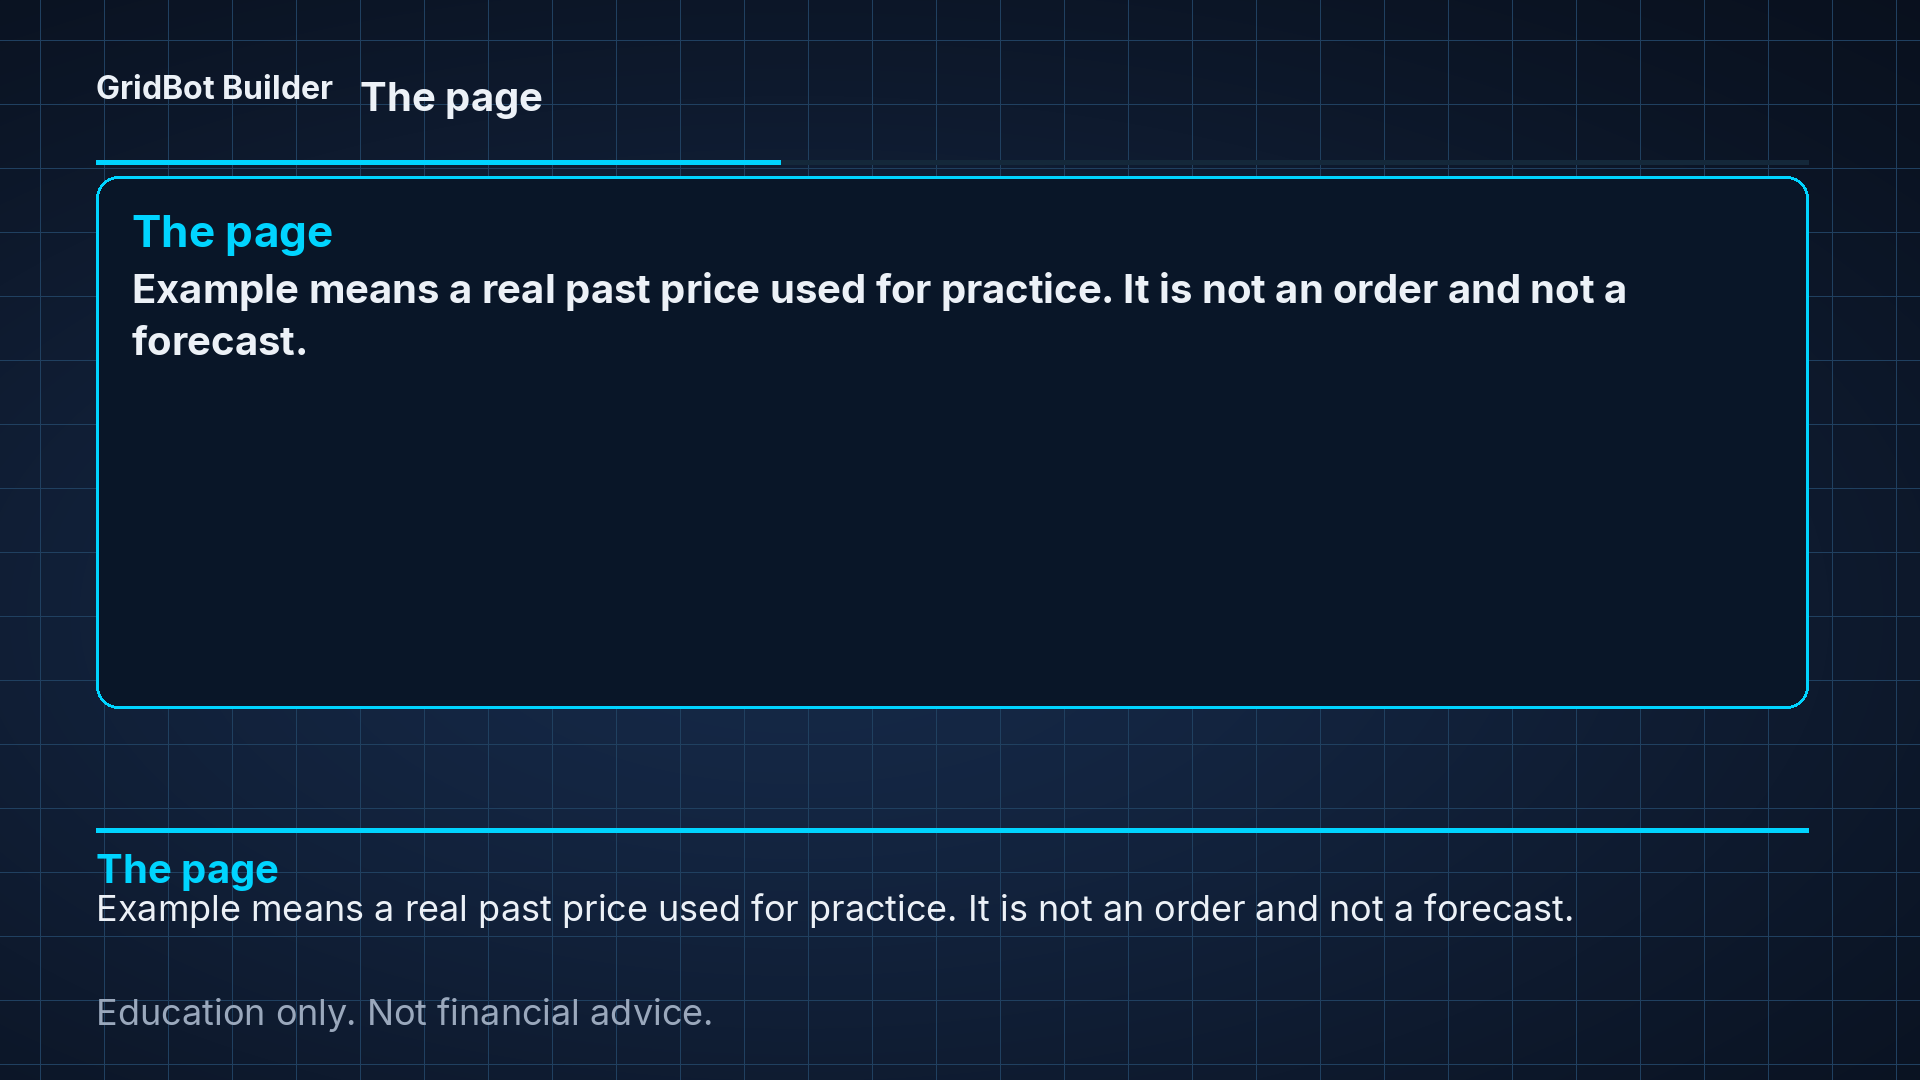 GridBot Builder The page
The page
Example means a real past price used for practice. It is not an order and not a
forecast.
The page
Example means a real past price used for practice. It is not an order and not a forecast.
Education only. Not financial advice.